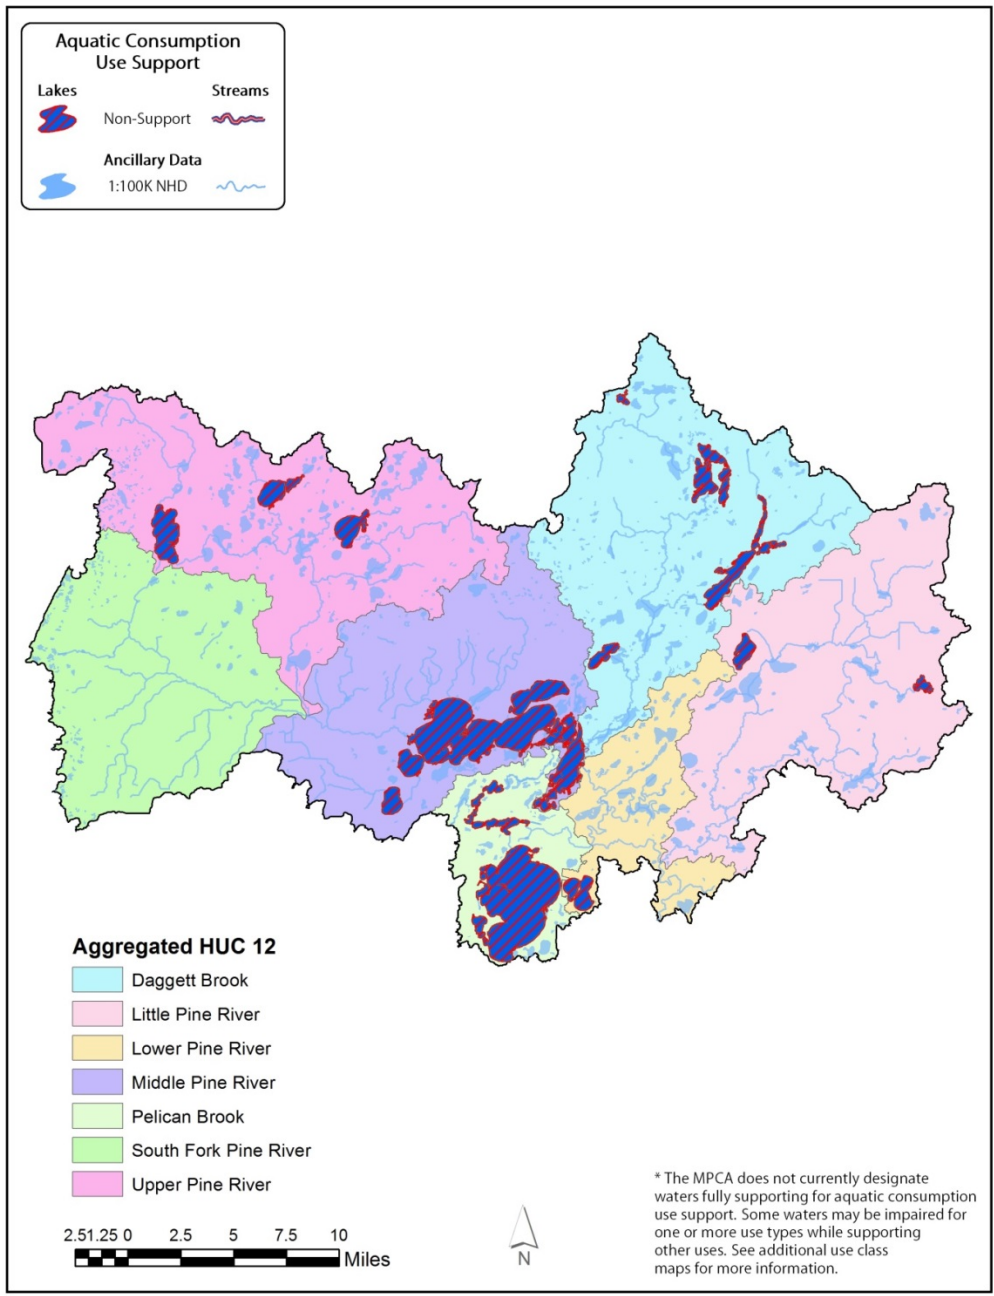 Aquatic Consumption
Use Support
Lakes
Streams
Non-Support
Ancillary Data
1:100K NHD
Aggregated HUC 12
Daggett Brook
Little Pine River
Lower Pine River
Middle Pine River
Pelican Brook
South Fork Pine River
Upper Pine River
2.51.25 0 2.5 5 7.5 10
Miles
N
* The MPCA does not currently designate
waters fully supporting for aquatic consumption
use support. Some waters may be impaired for
one or more use types while supporting
other uses. See additional use class
maps for more information.